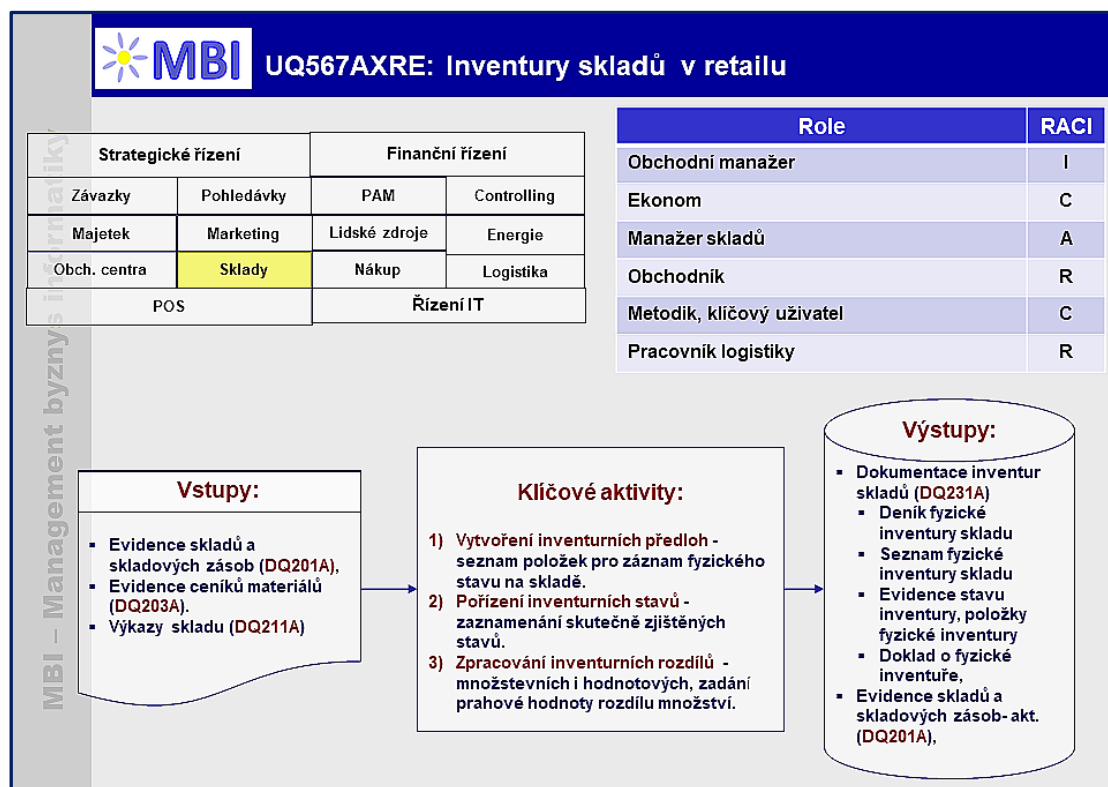 MBI
UQ567AXRE: Inventury skladů v retailu
MBI – Management byznys informatiky
Strategické řízení
Finanční řízení
Závazky
Pohledávky
PAM
Controlling
Majetek
Marketing
Lidské zdroje
Energie
Obch. centra
Sklady
Nákup
Logistika
POS
Řízení IT
Role
RACI
Obchodní manažer
I
Ekonom
C
Manažer skladů
A
Obchodník
R
Metodik, klíčový uživatel
C
Pracovník logistiky
R
Vstupy:
▪ Evidence skladů a
skladových zásob (DQ201A),
▪ Evidence ceníků materiálů
(DQ203A).
▪ Výkazy skladu (DQ211A)
Klíčové aktivity:
1) Vytvoření inventurních předloh -
seznam položek pro záznam fyzického
stavu na skladě.
2) Pořízení inventurních stavů -
zaznamenání skutečně zjištěných
stavů.
3) Zpracování inventurních rozdílů -
množstevních i hodnotových, zadání
prahové hodnoty rozdílu množství.
Výstupy:
▪ Dokumentace inventur
skladů (DQ231A)
▪ Deník fyzické
inventury skladu
▪ Seznam fyzické
inventury skladu
▪ Evidence stavu
inventury, položky
fyzické inventury
▪ Doklad o fyzické
inventuře,
▪ Evidence skladů a
skladových zásob- akt.
(DQ201A),